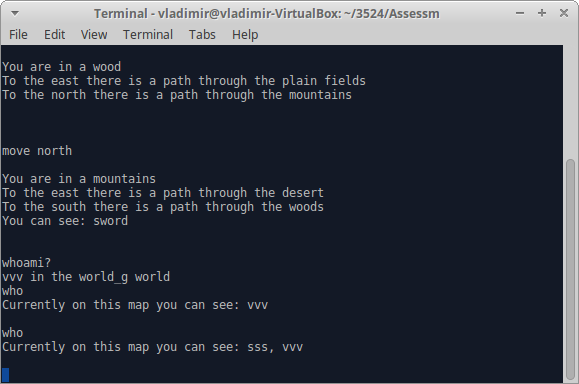 Terminal - vladimir@vladimir-VirtualBox: ~/3524/Assessm
File Edit View Terminal Tabs Help
You are in a wood
To the east there is a path through the plain fields
To the north there is a path through the mountains
move north
You are in a mountains
To the east there is a path through the desert
To the south there is a path through the woods
You can see: sword
whoami?
vvv in the world_g world
who
Currently on this map you can see: vvv
who
Currently on this map you can see: sss, vvv